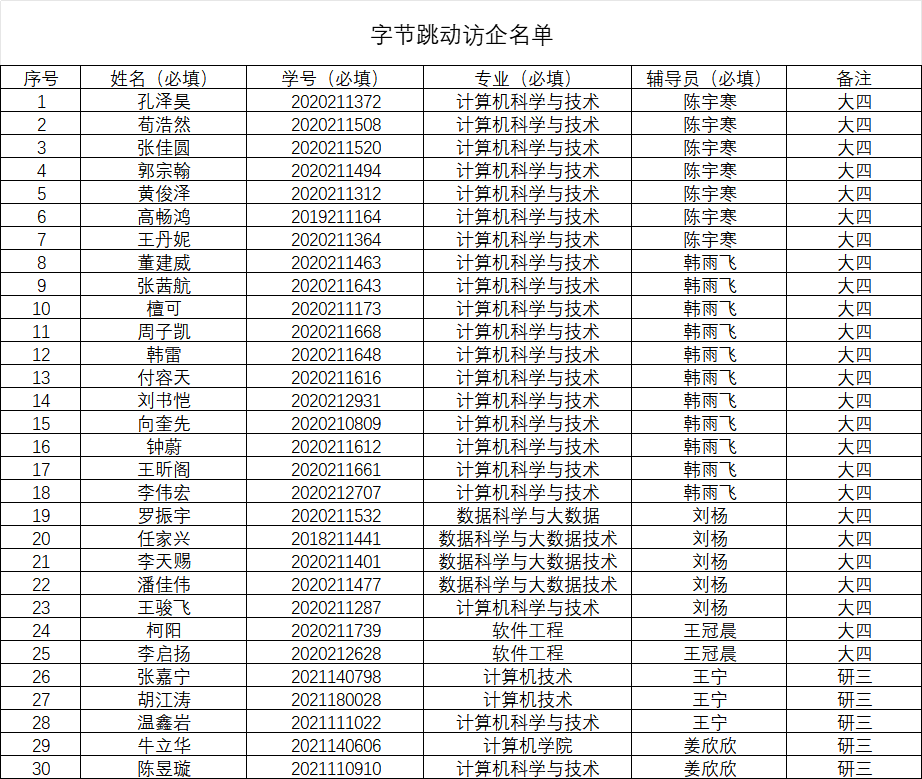 字节跳动访企名单
序号 姓名（必填） 学号（必填） 专业（必填） 辅导员（必填） 备注
1 孔泽昊 2020211372 计算机科学与技术 陈宇寒 大四
2 荀浩然 2020211508 计算机科学与技术 陈宇寒 大四
3 张佳圆 2020211520 计算机科学与技术 陈宇寒 大四
4 郭宗翰 2020211494 计算机科学与技术 陈宇寒 大四
5 黄俊泽 2020211312 计算机科学与技术 陈宇寒 大四
6 高畅鸿 2019211164 计算机科学与技术 陈宇寒 大四
7 王丹妮 2020211364 计算机科学与技术 陈宇寒 大四
8 董建威 2020211463 计算机科学与技术 韩雨飞 大四
9 张茜航 2020211643 计算机科学与技术 韩雨飞 大四
10 檀可 2020211173 计算机科学与技术 韩雨飞 大四
11 周子凯 2020211668 计算机科学与技术 韩雨飞 大四
12 韩雷 2020211648 计算机科学与技术 韩雨飞 大四
13 付容天 2020211616 计算机科学与技术 韩雨飞 大四
14 刘书恺 2020212931 计算机科学与技术 韩雨飞 大四
15 向奎先 2020210809 计算机科学与技术 韩雨飞 大四
16 钟蔚 2020211612 计算机科学与技术 韩雨飞 大四
17 王昕阁 2020211661 计算机科学与技术 韩雨飞 大四
18 李伟宏 2020212707 计算机科学与技术 韩雨飞 大四
19 罗振宇 2020211532 数据科学与大数据 刘杨 大四
20 任家兴 2018211441 数据科学与大数据技术 刘杨 大四
21 李天赐 2020211401 数据科学与大数据技术 刘杨 大四
22 潘佳伟 2020211477 数据科学与大数据技术 刘杨 大四
23 王骏飞 2020211287 计算机科学与技术 刘杨 大四
24 柯阳 2020211739 软件工程 王冠晨 大四
25 李启扬 2020212628 软件工程 王冠晨 大四
26 张嘉宁 2021140798 计算机技术 王宁 研三
27 胡江涛 2021180028 计算机技术 王宁 研三
28 温鑫岩 2021111022 计算机科学与技术 王宁 研三
29 牛立华 2021140606 计算机学院 姜欣欣 研三
30 陈昱璇 2021110910 计算机科学与技术 姜欣欣 研三